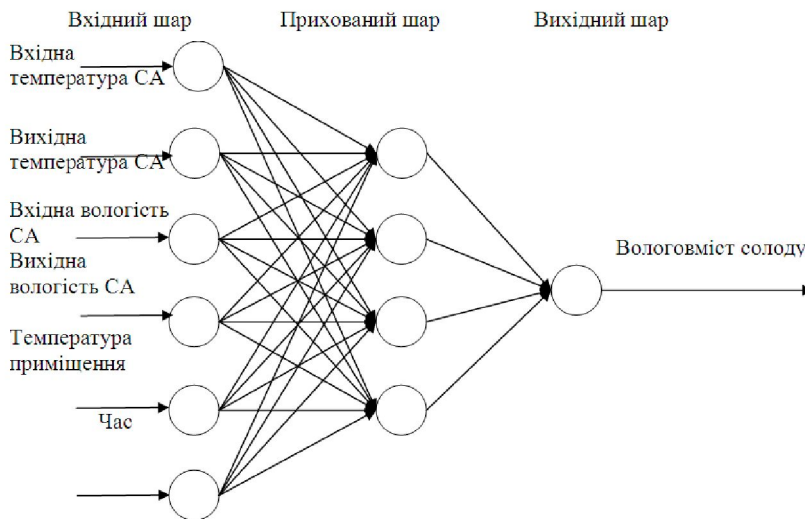 Вхідний шар Прихований шар Вихідний шар
Вхідна
температура СА
Вихідна
температура СА
Вхідна вологість
СА
Вихідна
вологість СА
Температура
приміщення
Час
Вологовміст солоду